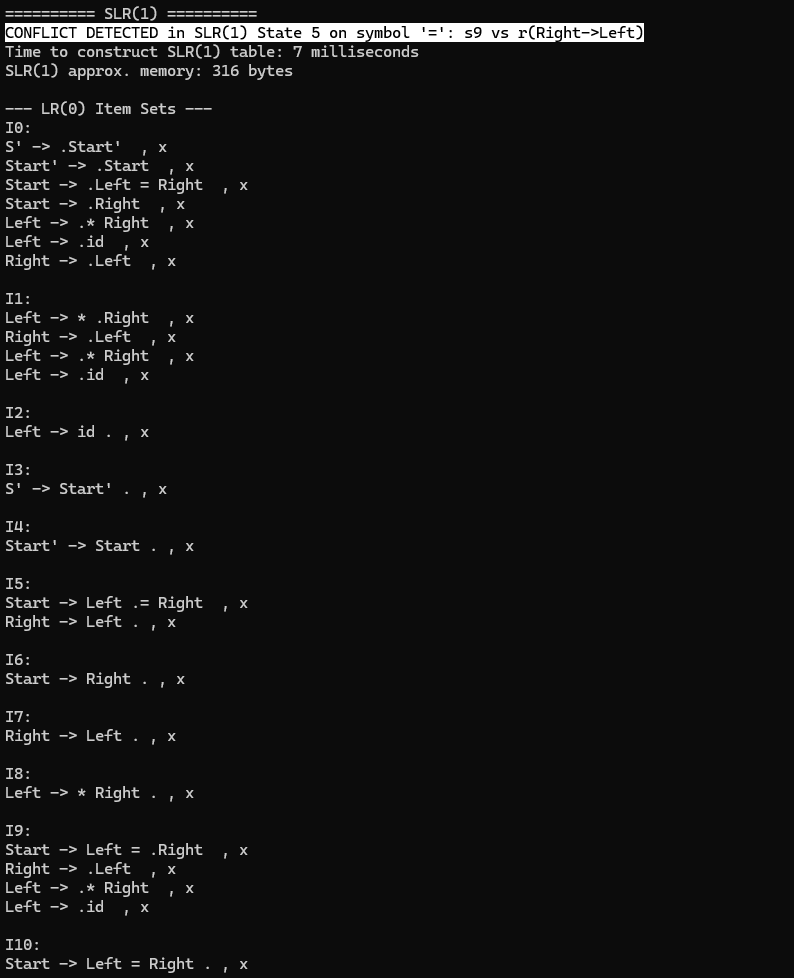 ========== SLR(1) ==========
CONFLICT DETECTED in SLR(1) State 5 on symbol '=': s9 vs r(Right->Left)
Time to construct SLR(1) table: 7 milliseconds
SLR(1) approx. memory: 316 bytes

--- LR(0) Item Sets ---
I0:
S' -> .Start'  , x
Start' -> .Start  , x
Start -> .Left = Right  , x
Start -> .Right  , x
Left -> .* Right  , x
Left -> .id  , x
Right -> .Left  , x

I1:
Left -> * .Right  , x
Right -> .Left  , x
Left -> .* Right  , x
Left -> .id  , x

I2:
Left -> id . , x

I3:
S' -> Start' . , x

I4:
Start' -> Start . , x

I5:
Start -> Left .= Right  , x
Right -> Left . , x

I6:
Start -> Right . , x

I7:
Right -> Left . , x

I8:
Left -> * Right . , x

I9:
Start -> Left = .Right  , x
Right -> .Left  , x
Left -> .* Right  , x
Left -> .id  , x

I10:
Start -> Left = Right . , x